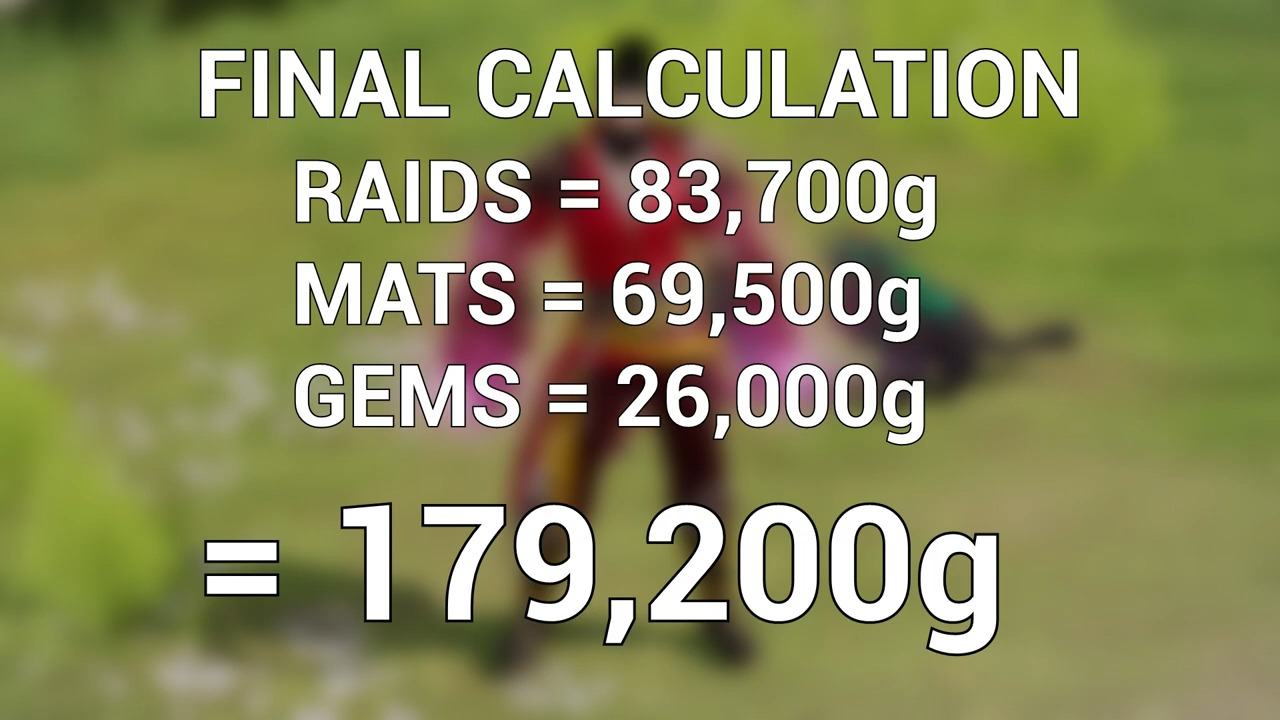 FINAL CALCULATION
RAIDS = 83,700g
MATS = 69,500g
GEMS = 26,000g
= 179,200g